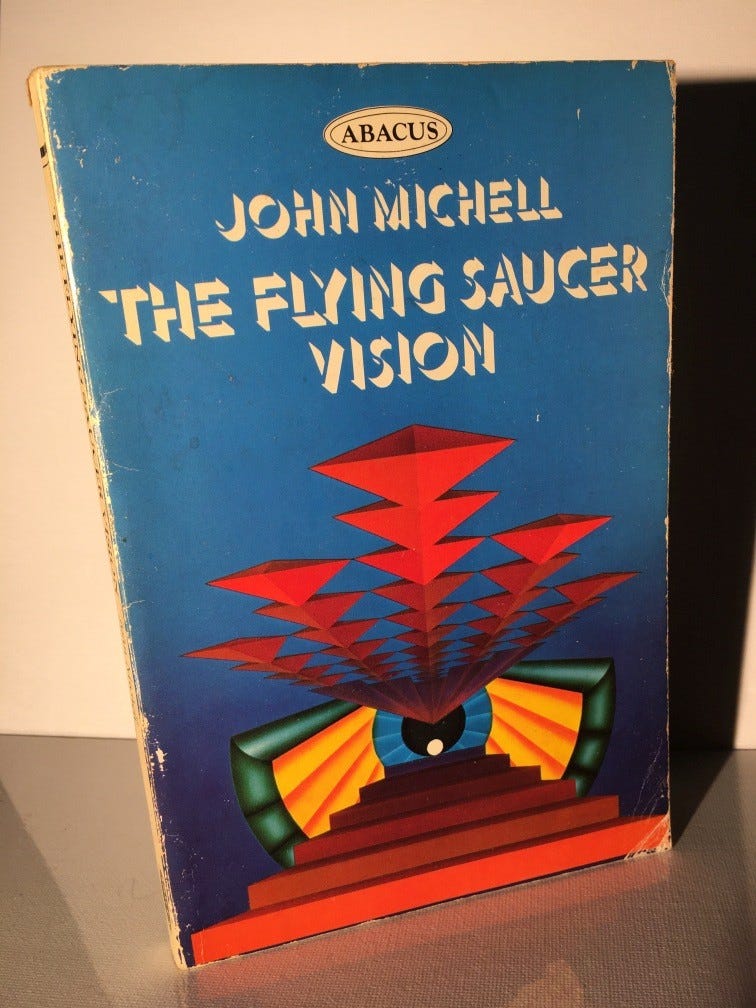 ABACUS
JOHN MICHELL
THE FLYING SAUCER
VISION